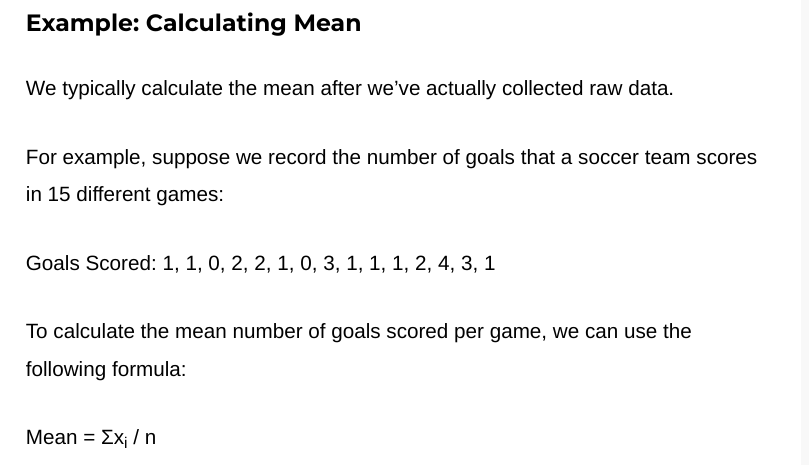 Example: Calculating Mean
We typically calculate the mean after we’ve actually collected raw data.
For example, suppose we record the number of goals that a soccer team scores
in 15 different games:
Goals Scored: 1, 1, 0, 2, 2, 1, 0, 3, 1, 1, 1, 2, 4, 3, 1
To calculate the mean number of goals scored per game, we can use the
following formula:
Mean = Σxᵢ / n